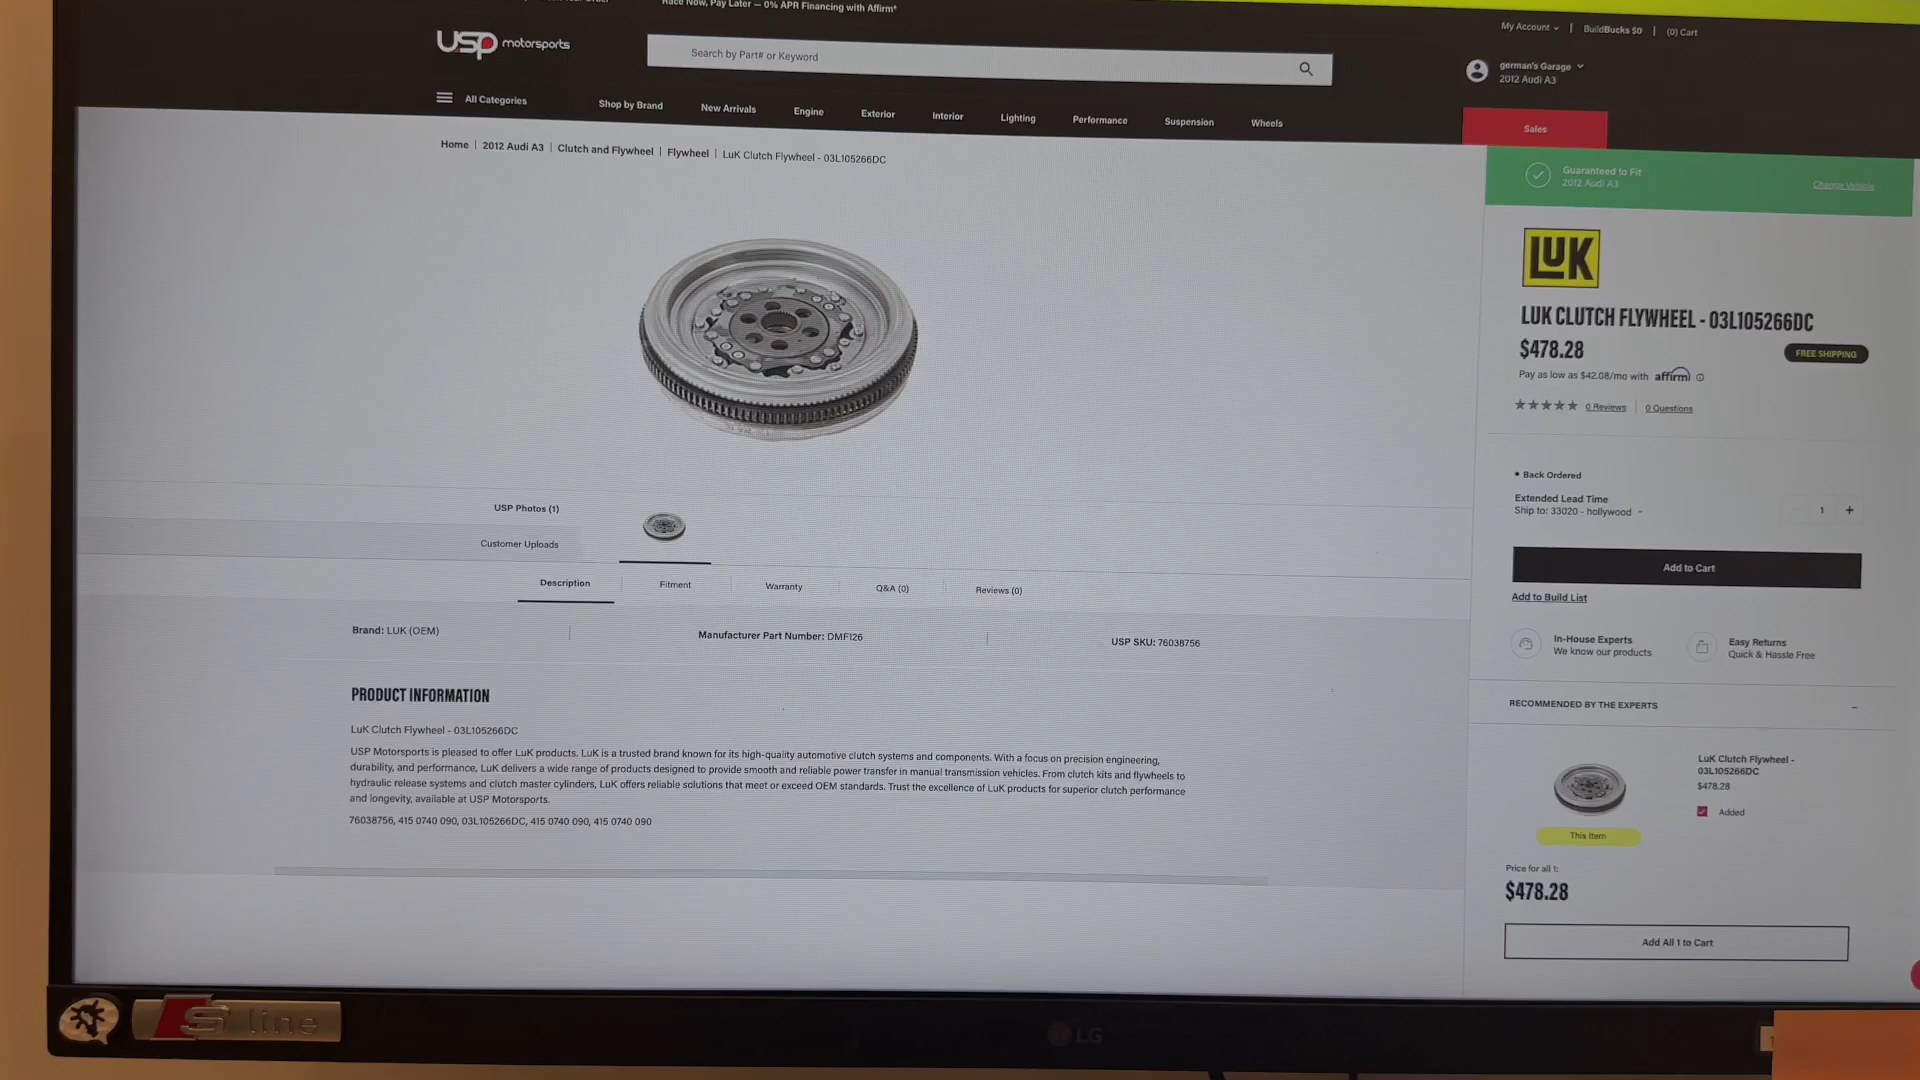 Race Now, Pay Later — 0% APR Financing with Affirm*
USP motorsports
Search by Part# or Keyword
My Account
BuildBucks $0
(0) Cart
german's Garage
2012 Audi A3
All Categories
Shop by Brand
New Arrivals
Engine
Exterior
Interior
Lighting
Performance
Suspension
Wheels
Sales
Home | 2012 Audi A3 | Clutch and Flywheel | Flywheel | LuK Clutch Flywheel - 03L105266DC
Guaranteed to Fit
2012 Audi A3
Change Vehicle
LUK
LUK CLUTCH FLYWHEEL - 03L105266DC
$478.28
FREE SHIPPING
Pay as low as $42.08/mo with affirm
0 Reviews
0 Questions
Back Ordered
Extended Lead Time
Ship to: 33020 - hollywood
1 +
Add to Cart
Add to Build List
In-House Experts
We know our products
Easy Returns
Quick & Hassle Free
RECOMMENDED BY THE EXPERTS
LuK Clutch Flywheel -
03L105266DC
$478.28
Added
This Item
Price for all 1:
$478.28
Add All 1 to Cart
USP Photos (1)
Customer Uploads
Description
Fitment
Warranty
Q&A (0)
Reviews (0)
Brand: LUK (OEM)
Manufacturer Part Number: DMF126
USP SKU: 76038756
PRODUCT INFORMATION
LuK Clutch Flywheel - 03L105266DC
USP Motorsports is pleased to offer LuK products. LuK is a trusted brand known for its high-quality automotive clutch systems and components. With a focus on precision engineering,
durability, and performance, LuK delivers a wide range of products designed to provide smooth and reliable power transfer in manual transmission vehicles. From clutch kits and flywheels to
hydraulic release systems and clutch master cylinders, LuK offers reliable solutions that meet or exceed OEM standards. Trust the excellence of LuK products for superior clutch performance
and longevity, available at USP Motorsports.
76038756, 415 0740 090, 03L105266DC, 415 0740 090, 415 0740 090
S line
LG